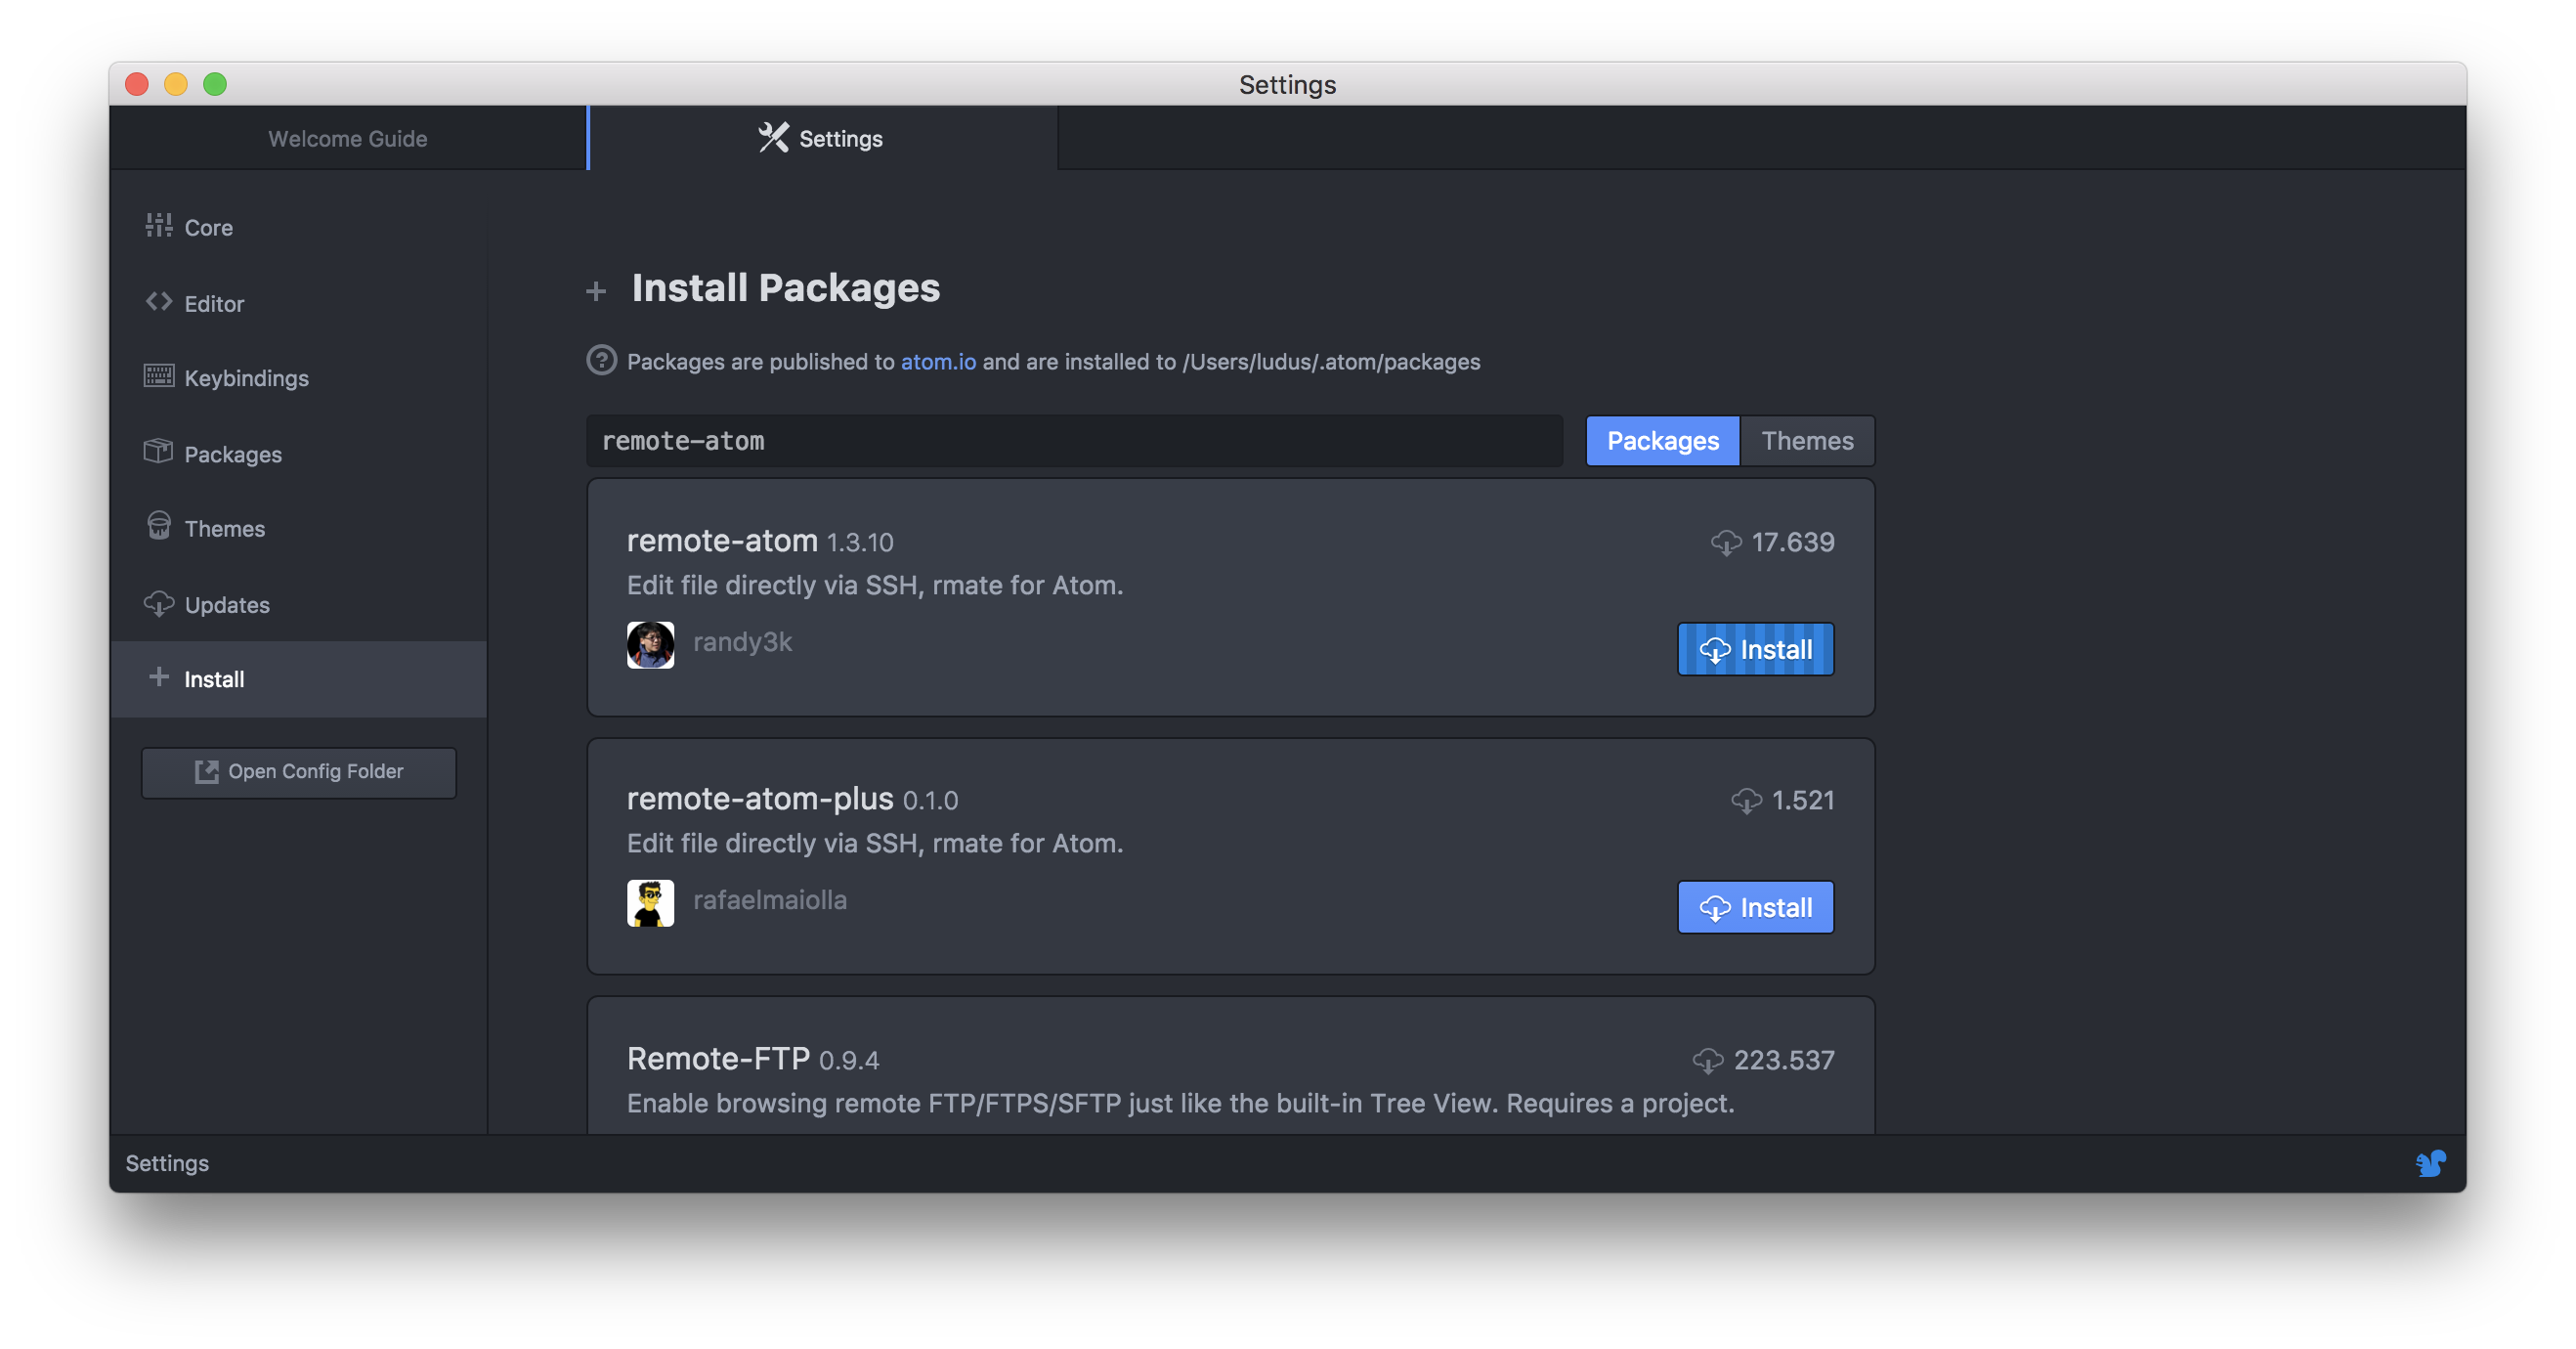 Settings
Welcome Guide
Settings
Core
Editor
Keybindings
Packages
Themes
Updates
Install
Open Config Folder
Install Packages
Packages are published to atom.io and are installed to /Users/ludus/.atom/packages
remote-atom
Packages Themes
remote-atom 1.3.10 17.639
Edit file directly via SSH, rmate for Atom.
randy3k
Install
remote-atom-plus 0.1.0 1.521
Edit file directly via SSH, rmate for Atom.
rafaelmaiolla
Install
Remote-FTP 0.9.4 223.537
Enable browsing remote FTP/FTPS/SFTP just like the built-in Tree View. Requires a project.
Settings